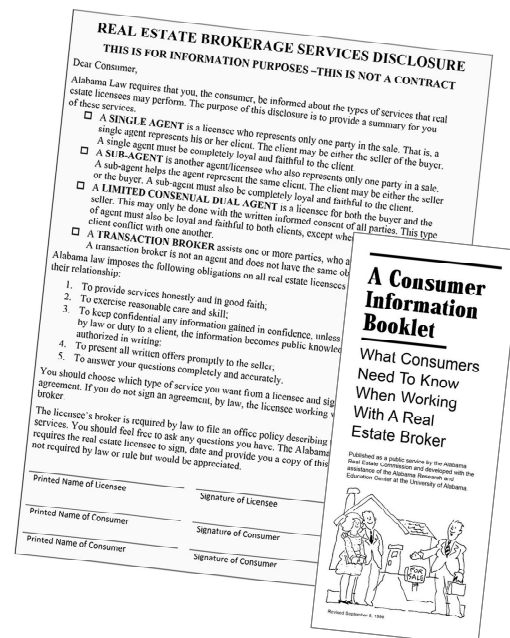 REAL ESTATE BROKERAGE SERVICES DISCLOSURE
THIS IS FOR INFORMATION PURPOSES –THIS IS NOT A CONTRACT
Dear Consumer,
Alabama Law requires that you, the consumer, be informed about the types of services that real
estate licensees may perform. The purpose of this disclosure is to provide a summary for you
of these services.
A SINGLE AGENT is a licensee who represents only one party in the sale. That is, a
single agent represents his or her client. The client may be either the seller of the buyer.
A single agent must be completely loyal and faithful to the client
A SUB-AGENT is another agent/licensee who also represents only one party in a sale.
A sub-agent helps the agent represent the same client. The client may be either the seller
or the buyer. A sub-agent must also be completely loyal and faithful to the client.
A LIMITED CONSENUAL DUAL AGENT is a licensee for both the buyer and the
seller. This may only be done with the written informed consent of all parties. This type
of agent must also be loyal and faithful to both clients, except whe
client conflict with one another.
A TRANSACTION BROKER assists one or more parties, who a
A transaction broker is not an agent and does not have the same ob
Alabama law imposes the following obligations on all real estate licensees
their relationship:
1. To provide services honestly and in good faith;
2. To exercise reasonable care and skill;
3. To keep confidential any information gained in confidence, unless
by law or duty to a client, the information becomes public knowled
authorized in writing:
4. To present all written offers promptly to the seller,
5. To answer your questions completely and accurately.
You should choose which type of service you want from a licensee and sig
agreement. If you do not sign an agreement, by law, the licensee working
broker
The licensee's broker is required by law to file an office policy describing
services. You should feel free to ask any questions you have. The Alabama
requires the real estate licensee to sign, date and provide you a copy of this
not required by law or rule but would be appreciated.
Printed Name of Licensee Signature of Licensee
Printed Name of Consumer Signature of Consumer
Printed Name of Consumer Signature of Consumer
A Consumer
Information
Booklet
What Consumers
Need To Know
When Working
With A Real
Estate Broker
Published as a public service by the Alabama
Real Estate Commission and developed with the
assistance of the Alabama Research and
Education Center at the University of Alabama.
FOR
SALE
Revised September 6, 1996